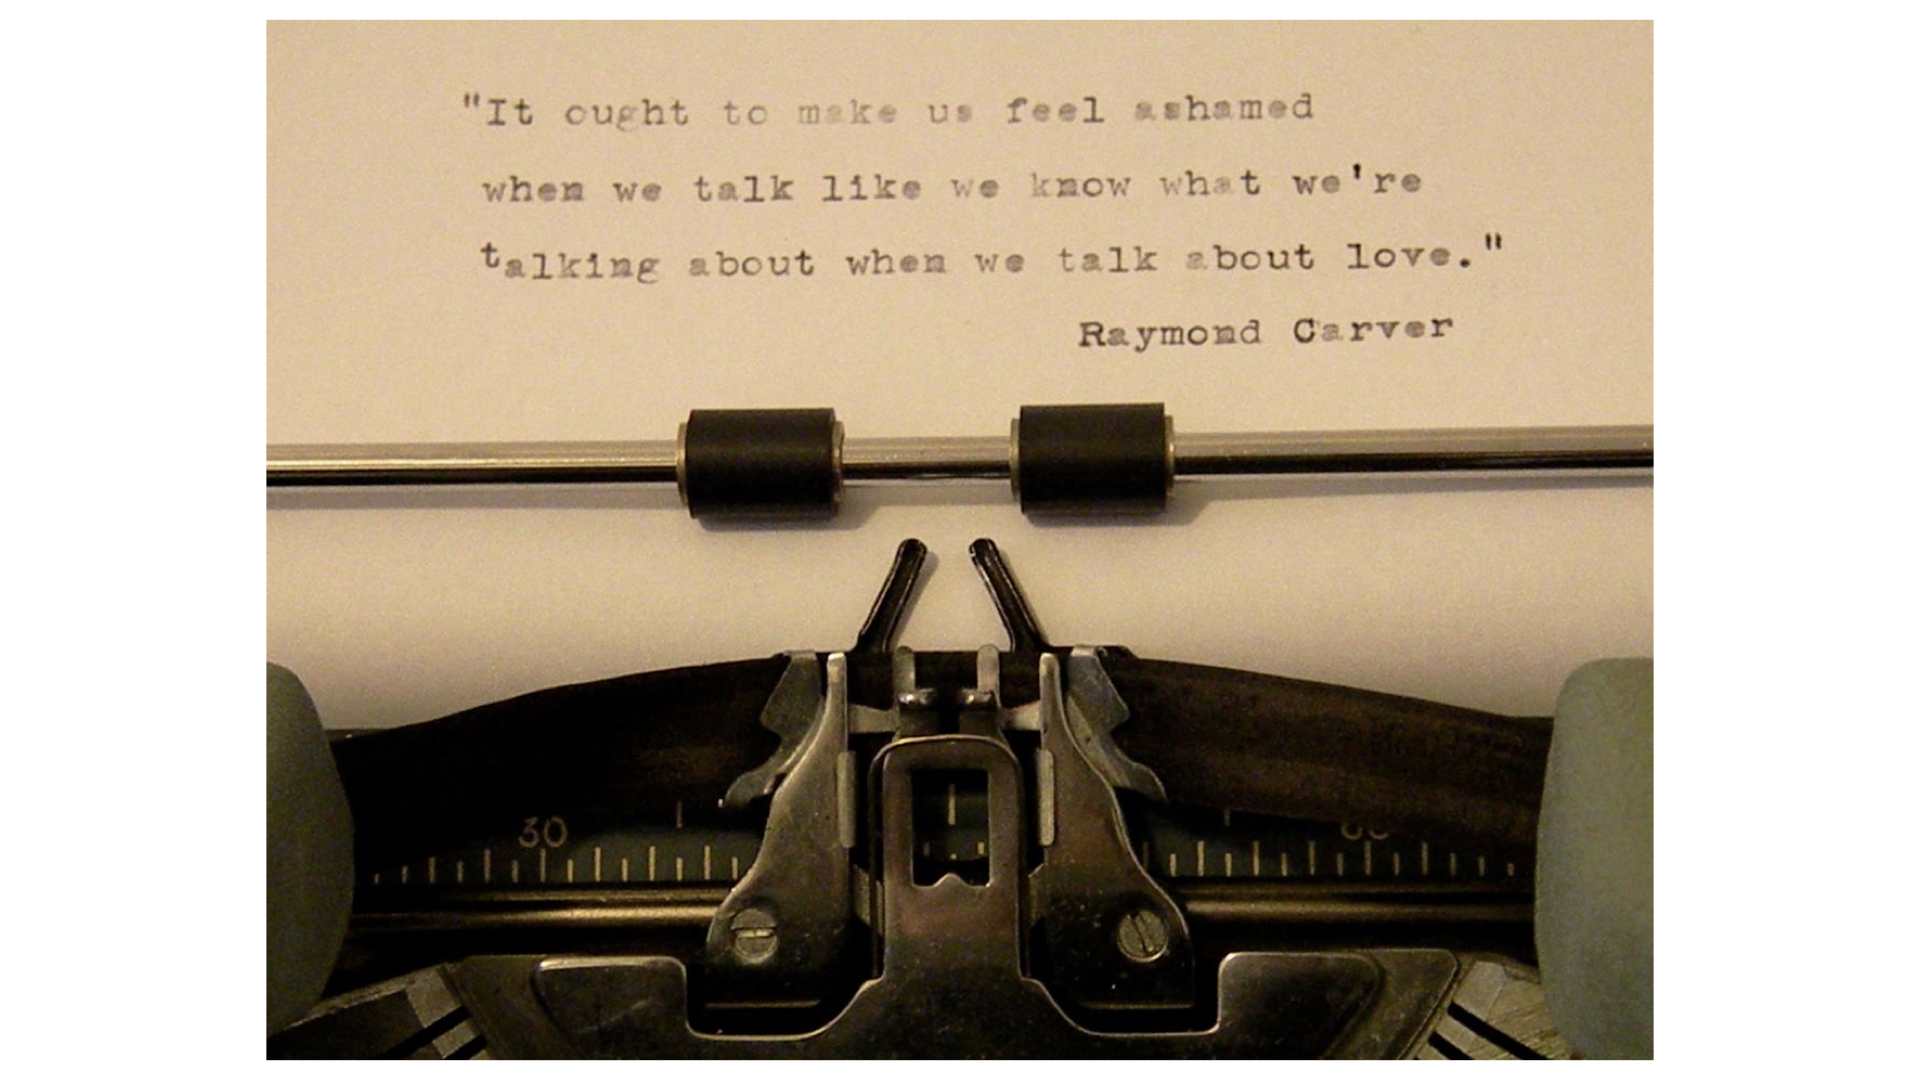 "It ought to make us feel ashamed
when we talk like we know what we're
talking about when we talk about love."
Raymond Carver
30